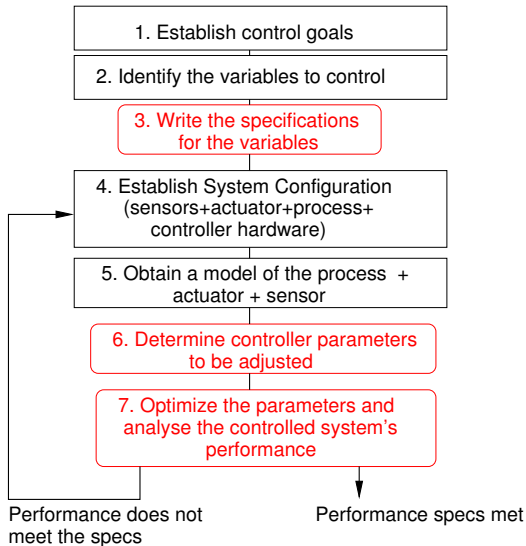 1. Establish control goals
2. Identify the variables to control
3. Write the specifications
for the variables
4. Establish System Configuration
(sensors+actuator+process+
controller hardware)
5. Obtain a model of the process +
actuator + sensor
6. Determine controller parameters
to be adjusted
7. Optimize the parameters and
analyse the controlled system's
performance
Performance does not
meet the specs
Performance specs met